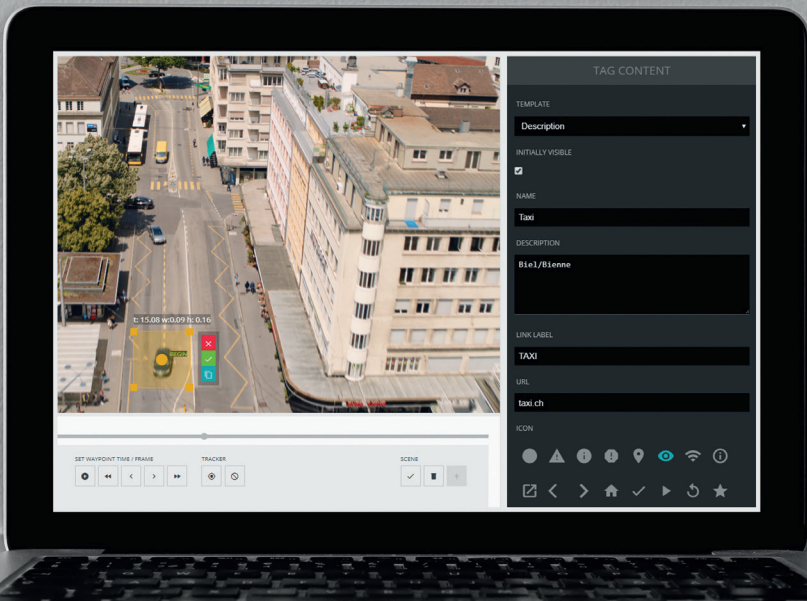 TAG CONTENT
TEMPLATE
Description
INITIALLY VISIBLE
NAME
Taxi
DESCRIPTION
Biel/Bienne
LINK LABEL
TAXI
URL
taxi.ch
ICON
t: 15.08 w:0.09 h: 0.16
BEGIN
SET WAYPOINT TIME / FRAME
TRACKER
SCENE